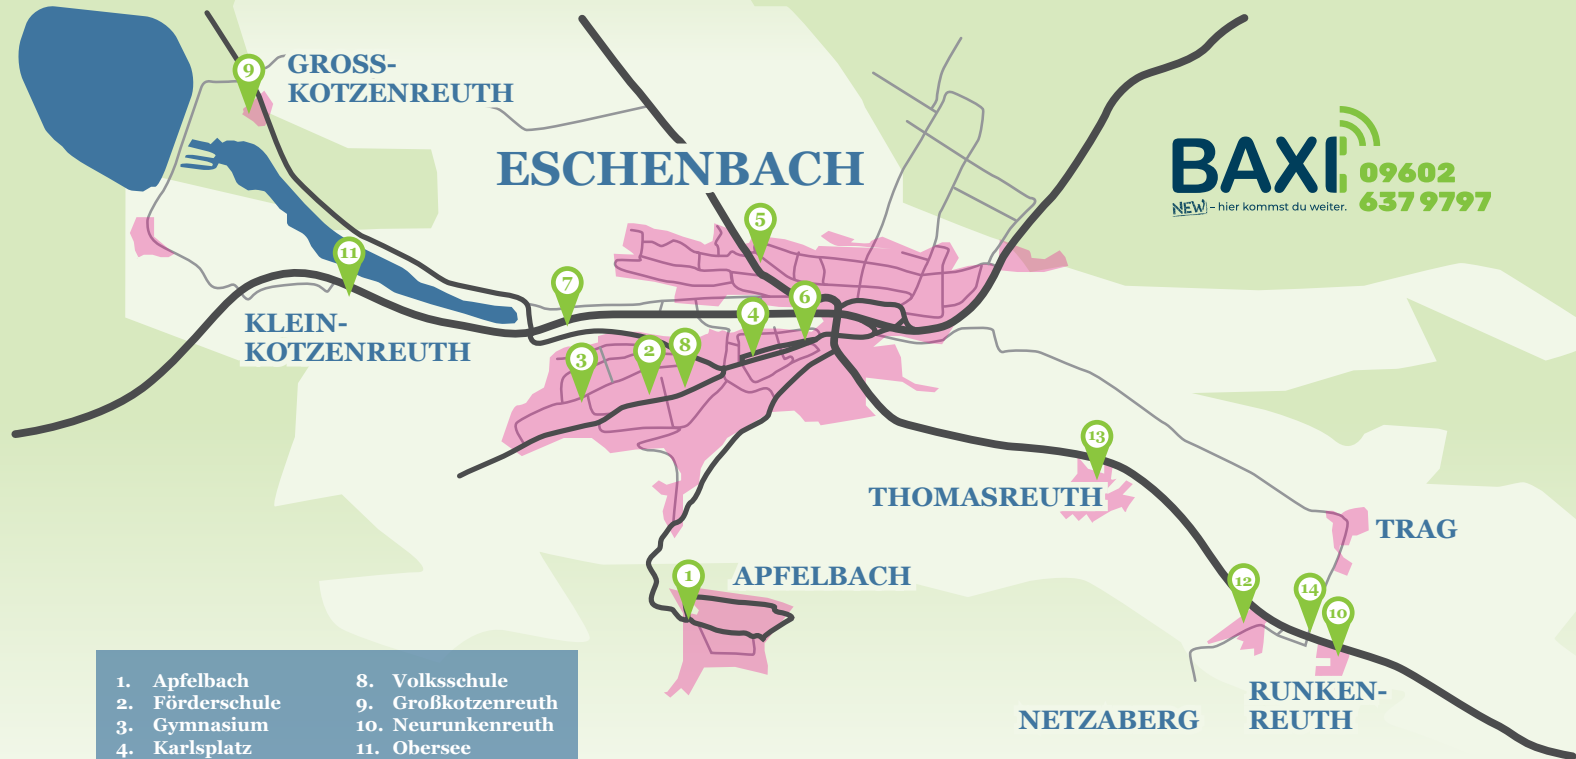 9
GROSS-
KOTZENREUTH
ESCHENBACH
BAXI
09602
637 9797
NEW – hier kommst du weiter.
5
11
7
6
4
KLEIN-
KOTZENREUTH
3
2
8
13
THOMASREUTH
TRAG
1
APFELBACH
12
14
10
RUNKEN-
REUTH
NETZABERG
1. Apfelbach
2. Förderschule
3. Gymnasium
4. Karlsplatz
8. Volksschule
9. Großkotzenreuth
10. Neurunkenreuth
11. Obersee